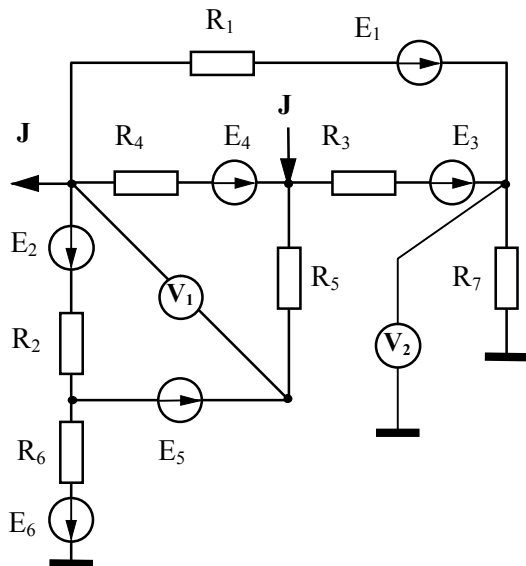 R₁
E₁
J
J
R₄
E₄
R₃
E₃
E₂
V₁
R₅
R₇
R₂
V₂
R₆
E₅
E₆